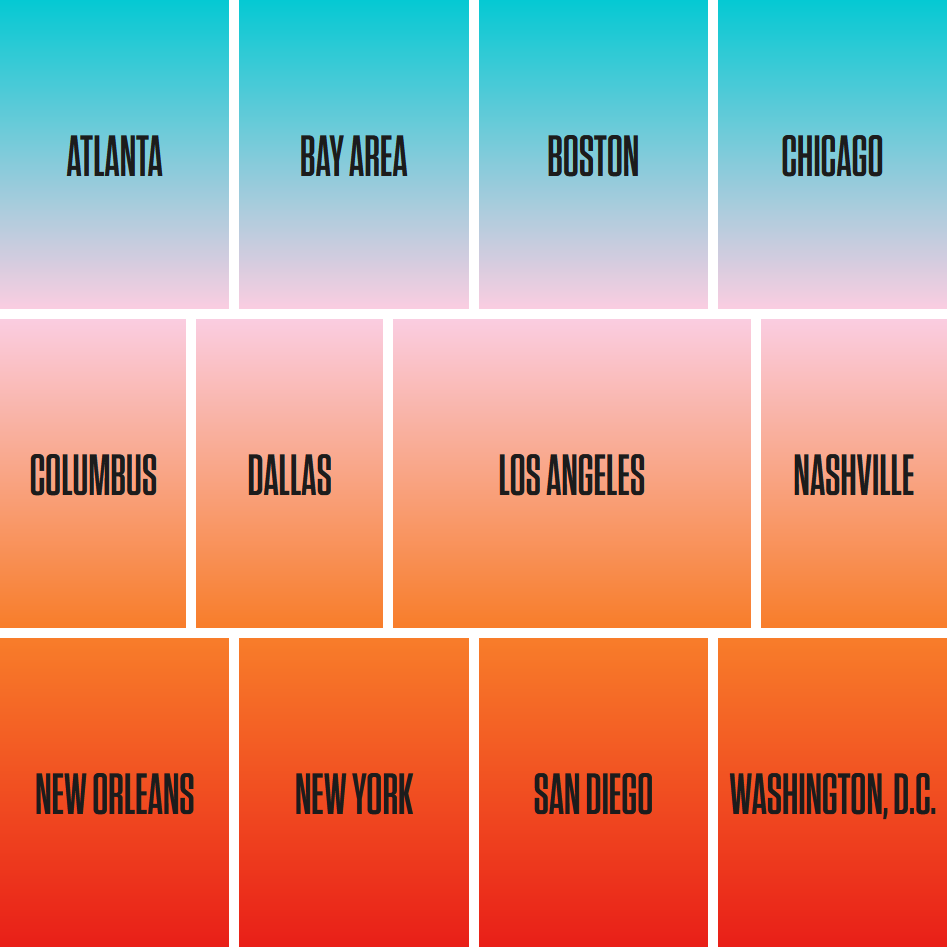 ATLANTA
BAY AREA
BOSTON
CHICAGO
COLUMBUS
DALLAS
LOS ANGELES
NASHVILLE
NEW ORLEANS
NEW YORK
SAN DIEGO
WASHINGTON, D.C.